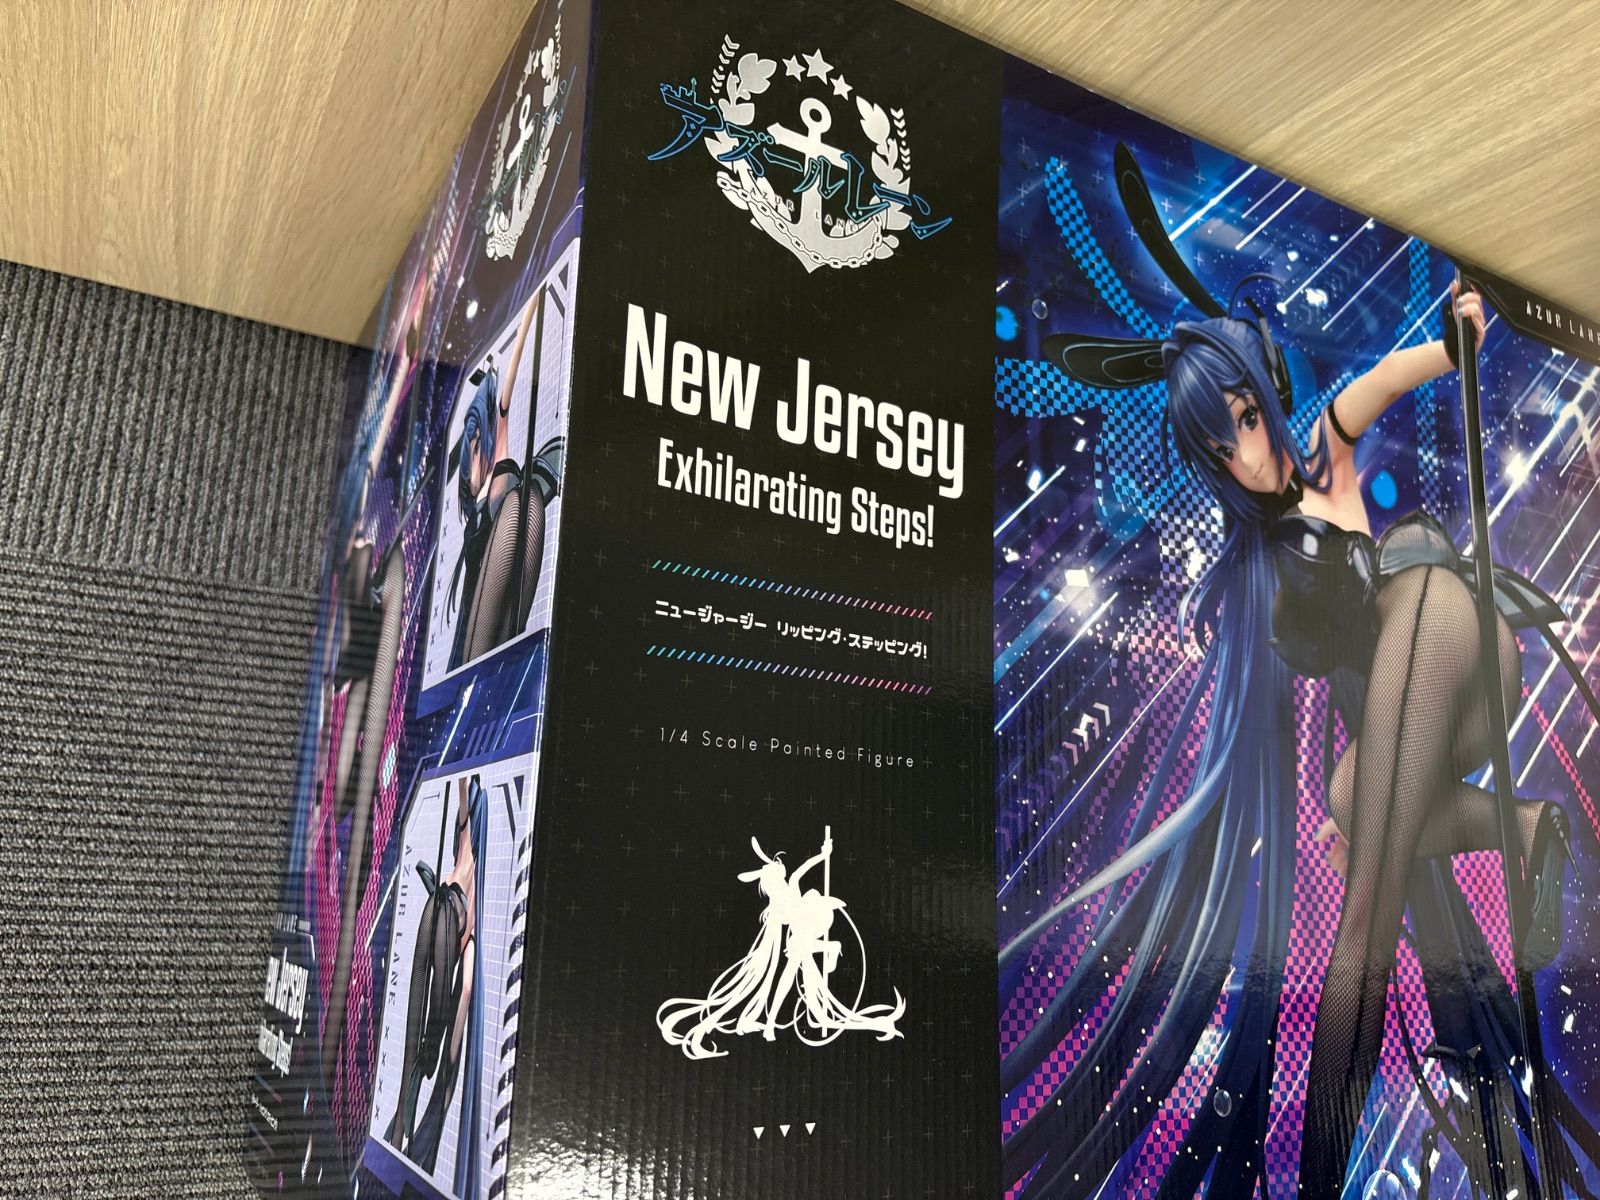 アズールレーン
AZUR LANE
New Jersey
Exhilarating Steps!
ニュージャージー リッピング・ステッピング!
1/4 Scale Painted Figure
AZUR LANE
AZUR LANE
ew Jersey